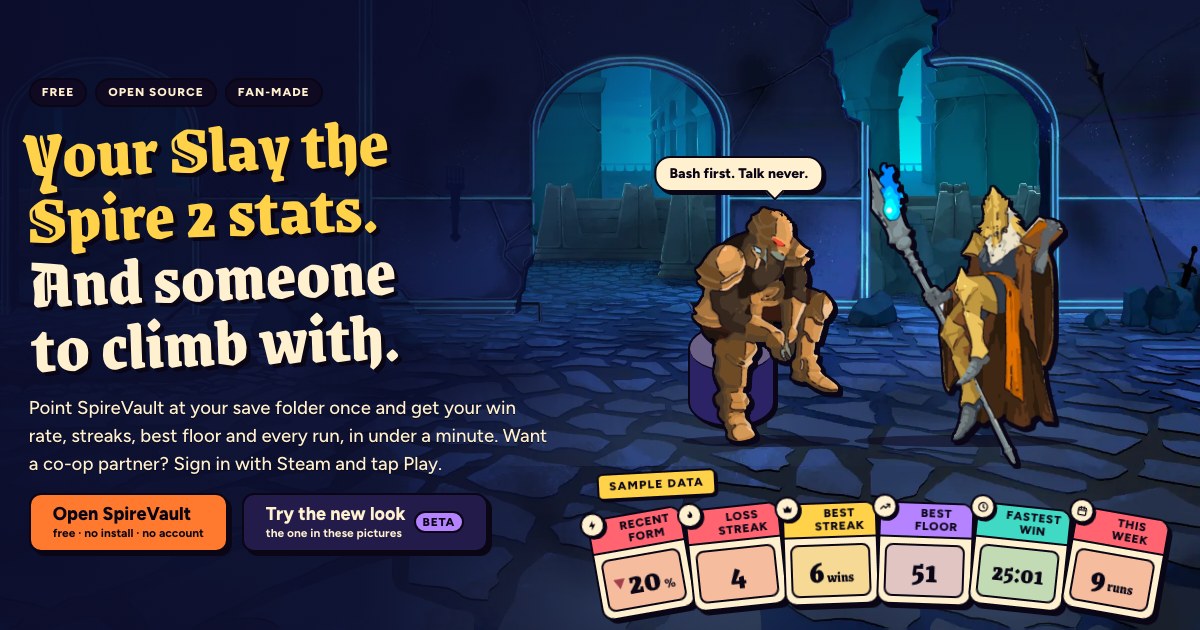 FREE
OPEN SOURCE
FAN-MADE
Your Slay the
Spire 2 stats.
And someone
to climb with.
Point SpireVault at your save folder once and get your win
rate, streaks, best floor and every run, in under a minute. Want
a co-op partner? Sign in with Steam and tap Play.
Open SpireVault
free · no install · no account
Try the new look
the one in these pictures
BETA
Bash first. Talk never.
SAMPLE DATA
RECENT
FORM
▼20 %
LOSS
STREAK
4
BEST
STREAK
6 wins
BEST
FLOOR
51
FASTEST
WIN
25:01
THIS
WEEK
9 runs